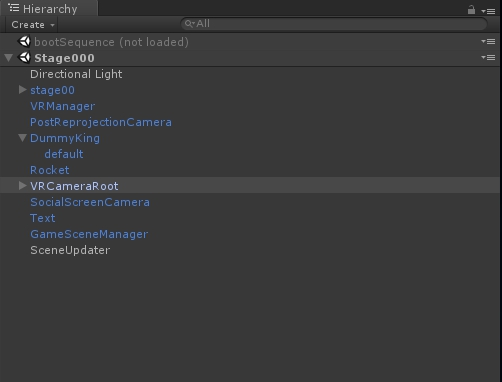 Hierarchy
Create All
bootSequence (not loaded)
Stage000
Directional Light
stage00
VRManager
PostReprojectionCamera
DummyKing
default
Rocket
VRCameraRoot
SocialScreenCamera
Text
GameSceneManager
SceneUpdater